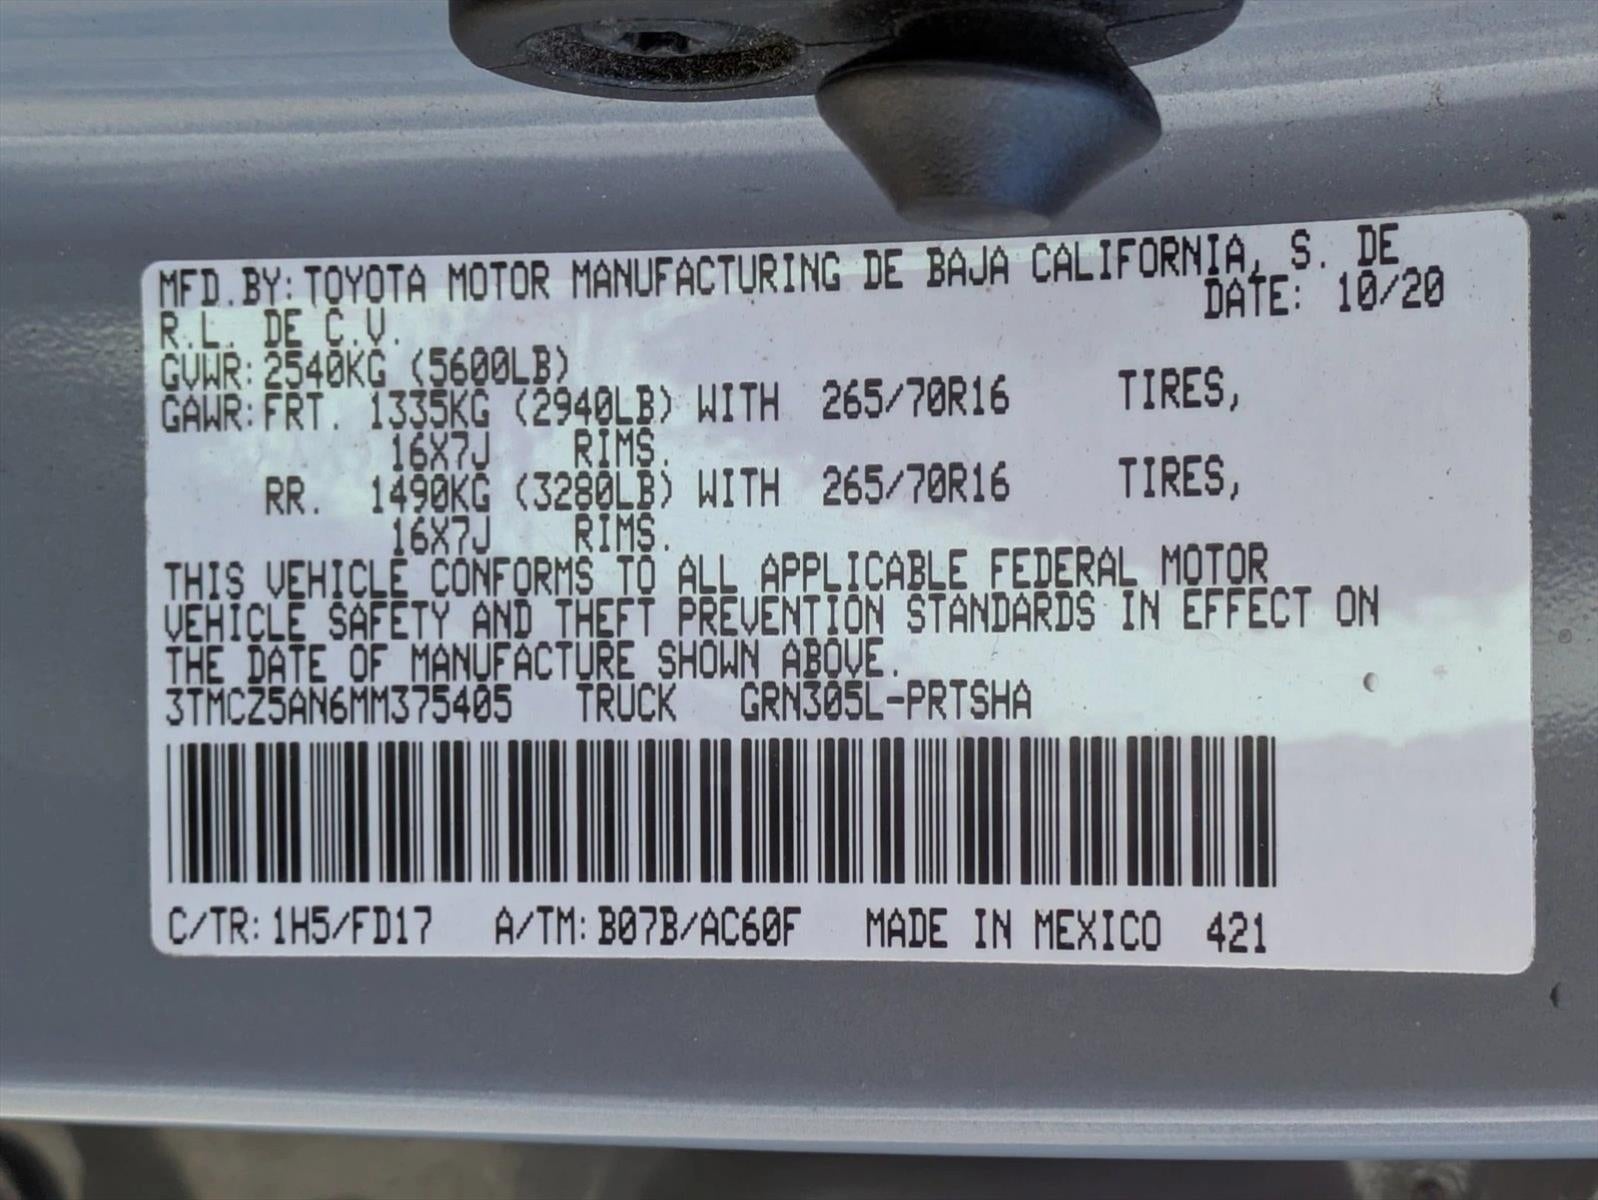 MFD.BY: TOYOTA MOTOR MANUFACTURING DE BAJA CALIFORNIA, S. DE
R.L. DE C.V. DATE: 10/20
GVWR: 2540KG (5600LB)
GAWR: FRT. 1335KG (2940LB) WITH 265/70R16 TIRES,
16X7J RIMS.
RR. 1490KG (3280LB) WITH 265/70R16 TIRES,
16X7J RIMS.
THIS VEHICLE CONFORMS TO ALL APPLICABLE FEDERAL MOTOR
VEHICLE SAFETY AND THEFT PREVENTION STANDARDS IN EFFECT ON
THE DATE OF MANUFACTURE SHOWN ABOVE.
3TMCZ5AN6MM375405 TRUCK GRN305L-PRTSHA
C/TR: 1H5/FD17 A/TM: B07B/AC60F MADE IN MEXICO 421